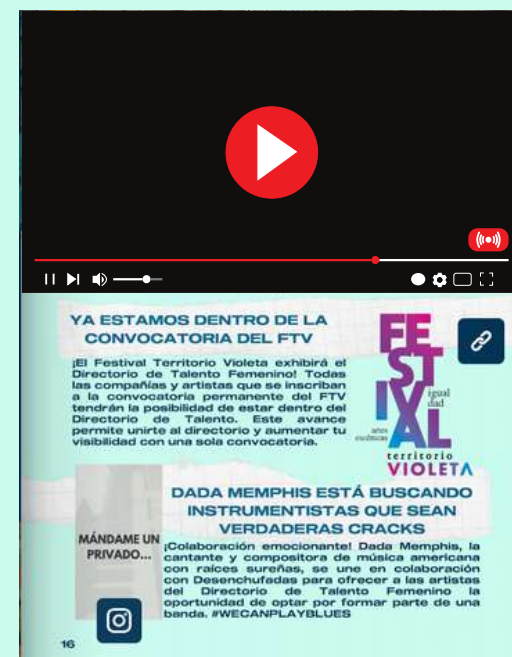 YA ESTAMOS DENTRO DE LA
CONVOCATORIA DEL FTV
¡El Festival Territorio Violeta exhibirá el
Directorio de Talento Femenino! Todas
las compañías y artistas que se inscriban
a la convocatoria permanente del FTV
tendrán la posibilidad de estar dentro del
Directorio de Talento. Este avance
permite unirte al directorio y aumentar tu
visibilidad con una sola convocatoria.
FE
ST
IV
AL
igual
dad
artes
escénicas
territorio
VIOLETA
DADA MEMPHIS ESTÁ BUSCANDO
INSTRUMENTISTAS QUE SEAN
VERDADERAS CRACKS
MÁNDAME UN
PRIVADO...
¡Colaboración emocionante! Dada Memphis, la
cantante y compositora de música americana
con raíces sureñas, se une en colaboración
con Desenchufadas para ofrecer a las artistas
del Directorio de Talento Femenino la
oportunidad de optar por formar parte de una
banda. #WECANPLAYBLUES
16